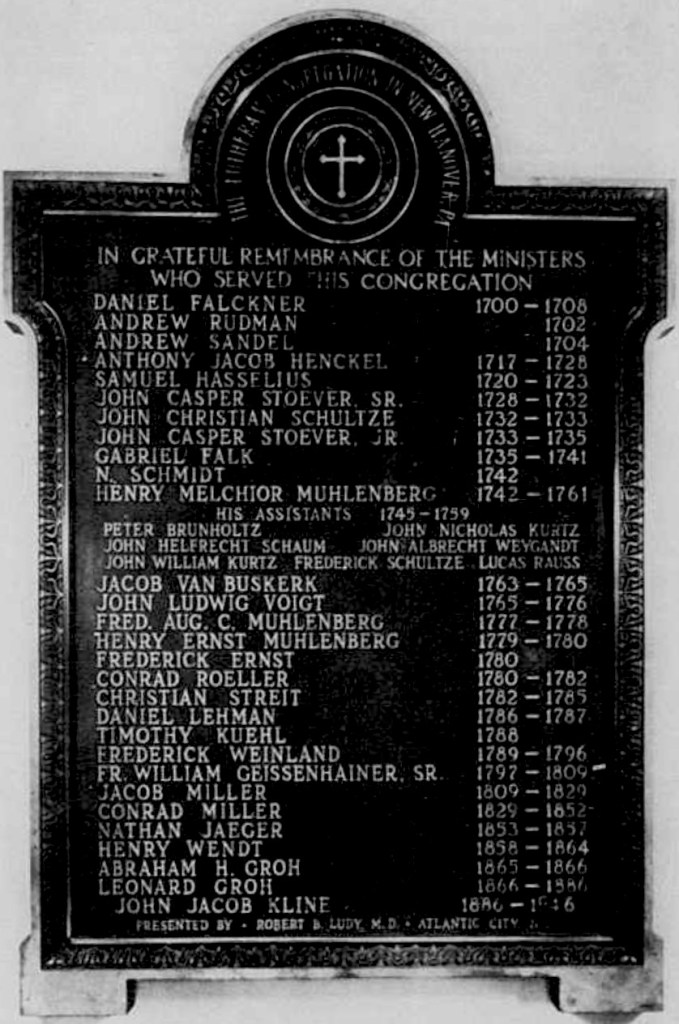 THE LUTHERAN CONGREGATION IN NEW HANOVER, PA
IN GRATEFUL REMEMBRANCE OF THE MINISTERS
WHO SERVED THIS CONGREGATION
DANIEL FALCKNER 1700 – 1708
ANDREW RUDMAN 1702
ANDREW SANDEL 1704
ANTHONY JACOB HENCKEL 1717 – 1728
SAMUEL HASSELIUS 1720 – 1723
JOHN CASPER STOEVER, SR. 1728 – 1732
JOHN CHRISTIAN SCHULTZE 1732 – 1733
JOHN CASPER STOEVER, JR. 1733 – 1735
GABRIEL FALK 1735 – 1741
N. SCHMIDT 1742
HENRY MELCHIOR MUHLENBERG 1742 – 1761
HIS ASSISTANTS 1745 – 1759
PETER BRUNHOLTZ JOHN NICHOLAS KURTZ
JOHN HELFRECHT SCHAUM JOHN ALBRECHT WEYGANDT
JOHN WILLIAM KURTZ FREDERICK SCHULTZE LUCAS RAUSS
JACOB VAN BUSKERK 1763 – 1765
JOHN LUDWIG VOIGT 1765 – 1776
FRED. AUG. C. MUHLENBERG 1777 – 1778
HENRY ERNST MUHLENBERG 1779 – 1780
FREDERICK ERNST 1780
CONRAD ROELLER 1780 – 1782
CHRISTIAN STREIT 1782 – 1785
DANIEL LEHMAN 1786 – 1787
TIMOTHY KUEHL 1788
FREDERICK WEINLAND 1789 – 1796
FR. WILLIAM GEISSENHAINER, SR. 1797 – 1809
JACOB MILLER 1809 – 1829
CONRAD MILLER 1829 – 1852
NATHAN JAEGER 1853 – 1857
HENRY WENDT 1858 – 1864
ABRAHAM H. GROH 1865 – 1866
LEONARD GROH 1866 – 1886
JOHN JACOB KLINE 1886 –
PRESENTED BY • ROBERT B. LUDY, M.D. • ATLANTIC CITY